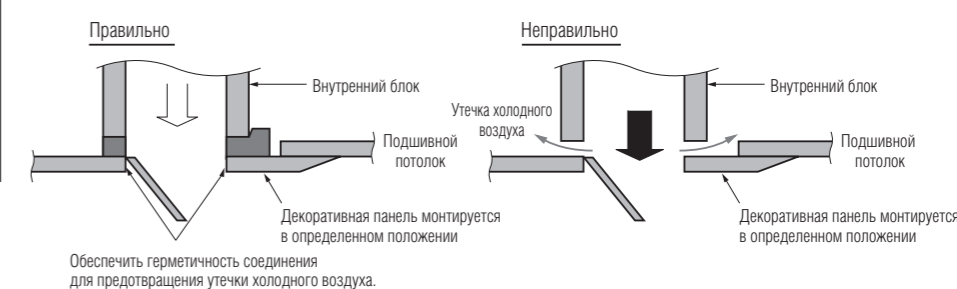 Правильно
Внутренний блок
Подшивной
потолок
Декоративная панель монтируется
в определенном положении
Обеспечить герметичность соединения
для предотвращения утечки холодного воздуха.
Неправильно
Внутренний блок
Утечка холодного
воздуха
Подшивной
потолок
Декоративная панель монтируется
в определенном положении